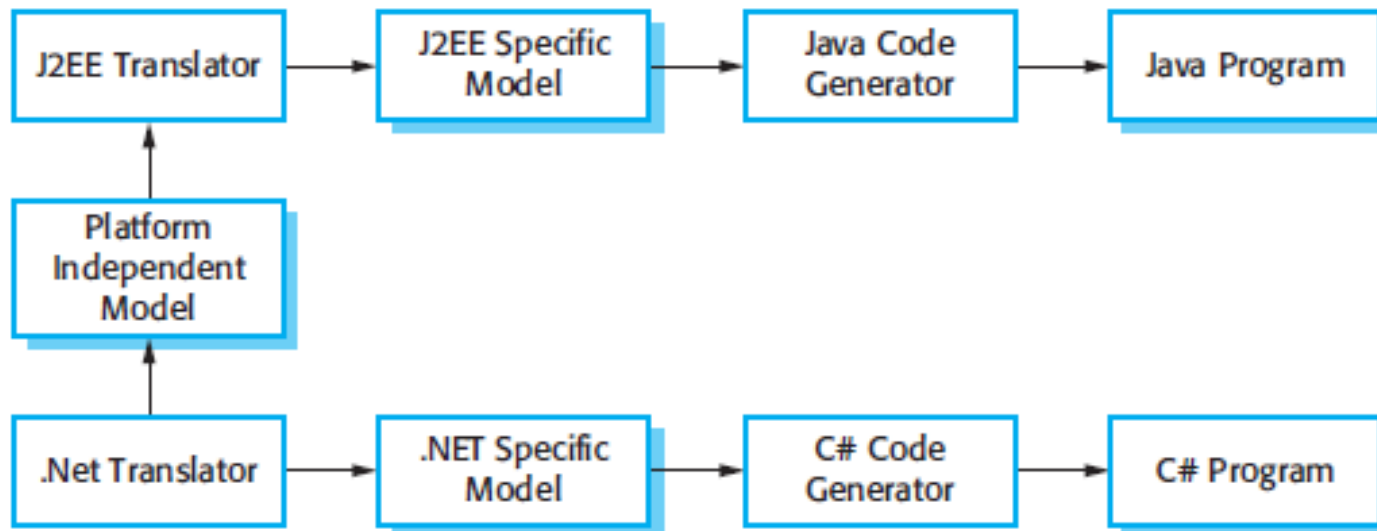 J2EE Translator
J2EE Specific
Model
Java Code
Generator
Java Program
Platform
Independent
Model
.Net Translator
.NET Specific
Model
C# Code
Generator
C# Program